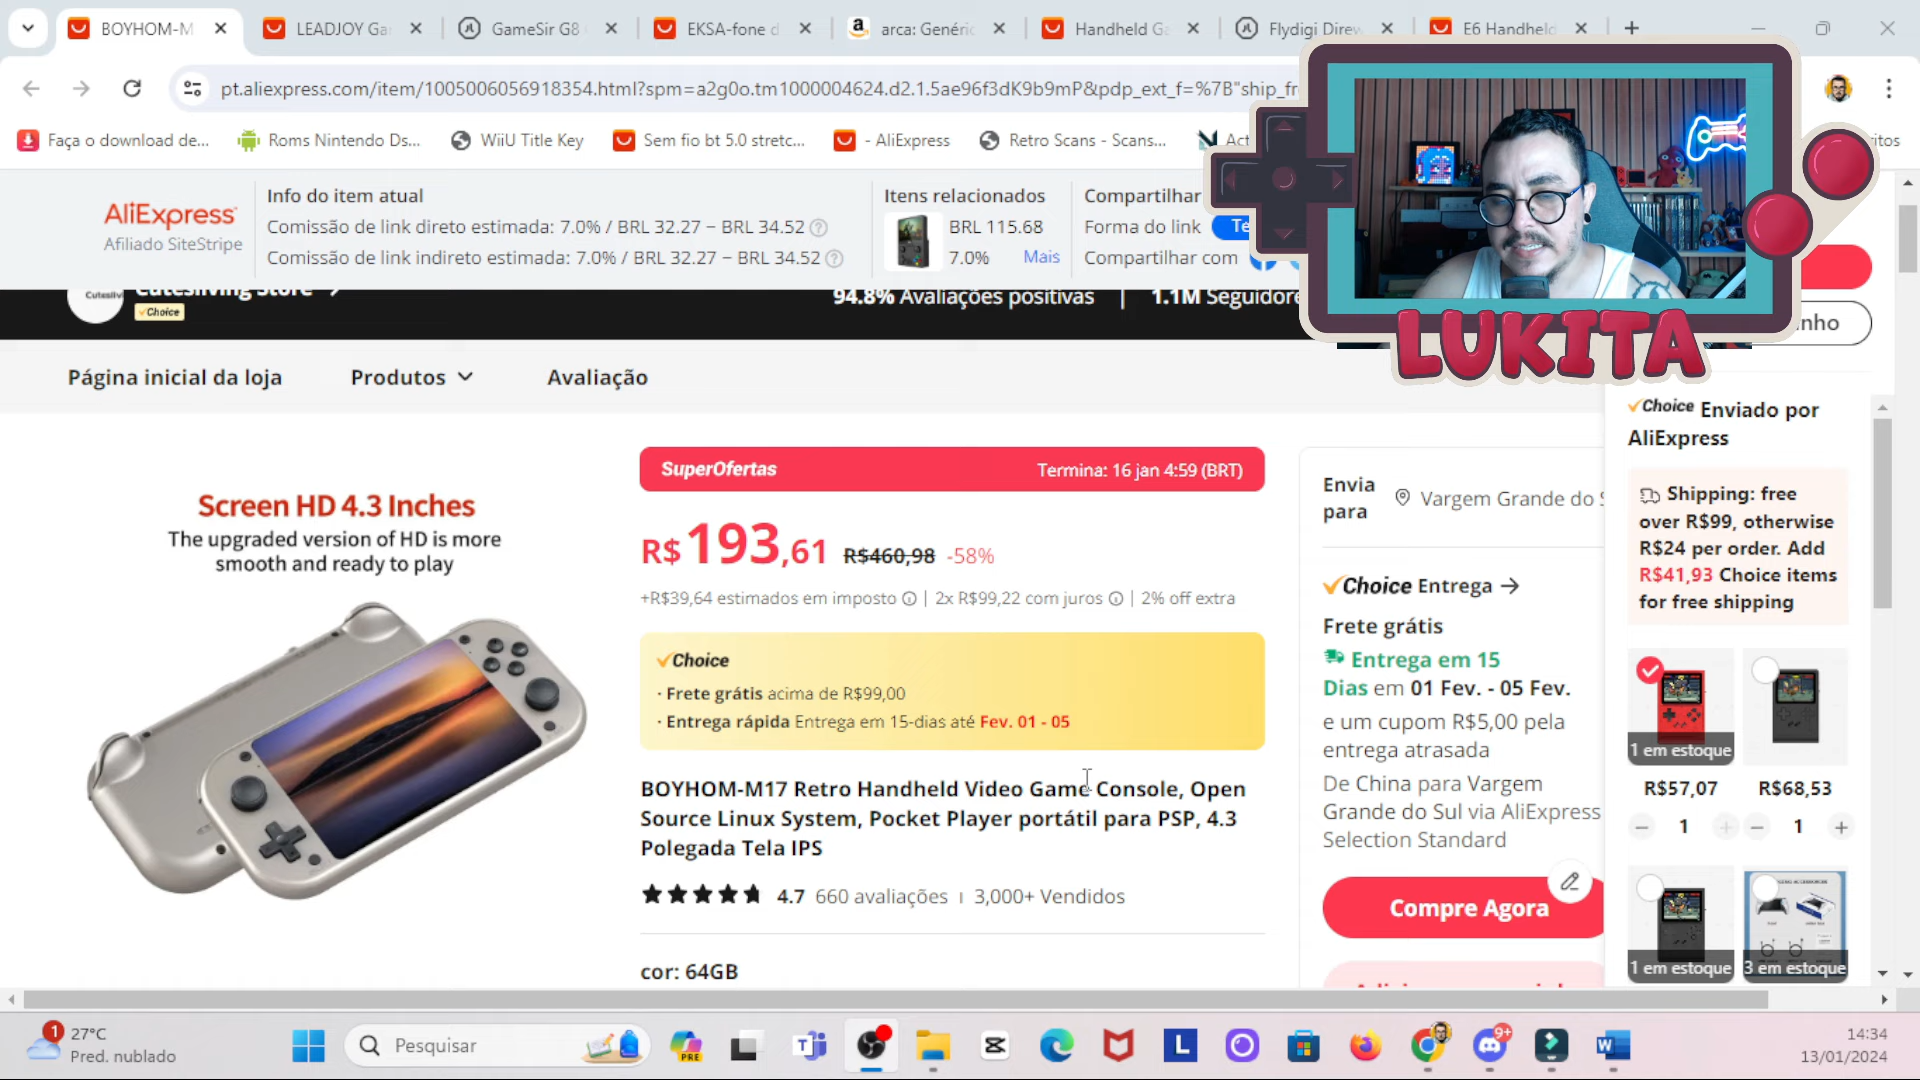 BOYHOM-M
LEADJOY Ga
GameSir G8
EKSA-fone d
arca: Genéric
Handheld Ga
Flydigi Direw
E6 Handheld
pt.aliexpress.com/item/1005006056918354.html?spm=a2g0o.tm1000004624.d2.1.5ae96f3dK9b9mP&pdp_ext_f=%7B"ship_fr
Faça o download de...
Roms Nintendo Ds...
WiiU Title Key
Sem fio bt 5.0 stretc...
- AliExpress
Retro Scans - Scans...
Act
itos
AliExpress
Afiliado SiteStripe
Info do item atual
Comissão de link direto estimada: 7.0% / BRL 32.27 – BRL 34.52
Comissão de link indireto estimada: 7.0% / BRL 32.27 – BRL 34.52
Itens relacionados
BRL 115.68
7.0%
Mais
Compartilhar
Forma do link
Te
Compartilhar com
LUKITA
Cutesliving Store
Choice
94.8% Avaliações positivas | 1.1M Seguidore
nho
Página inicial da loja
Produtos
Avaliação
Screen HD 4.3 Inches
The upgraded version of HD is more
smooth and ready to play
SuperOfertas
Termina: 16 jan 4:59 (BRT)
R$193,61 R$460,98 -58%
+R$39,64 estimados em imposto | 2x R$99,22 com juros | 2% off extra
Choice
· Frete grátis acima de R$99,00
· Entrega rápida Entrega em 15-dias até Fev. 01 - 05
BOYHOM-M17 Retro Handheld Video Game Console, Open
Source Linux System, Pocket Player portátil para PSP, 4.3
Polegada Tela IPS
4.7 660 avaliações | 3,000+ Vendidos
cor: 64GB
Envia
para
Vargem Grande do S
Choice Entrega
Frete grátis
Entrega em 15
Dias em 01 Fev. - 05 Fev.
e um cupom R$5,00 pela
entrega atrasada
De China para Vargem
Grande do Sul via AliExpress
Selection Standard
Compre Agora
Choice Enviado por
AliExpress
Shipping: free
over R$99, otherwise
R$24 per order. Add
R$41,93 Choice items
for free shipping
1 em estoque
R$57,07
R$68,53
− 1 +
− 1 +
1 em estoque
3 em estoque
1
27°C
Pred. nublado
Pesquisar
PRE
9+
14:34
13/01/2024